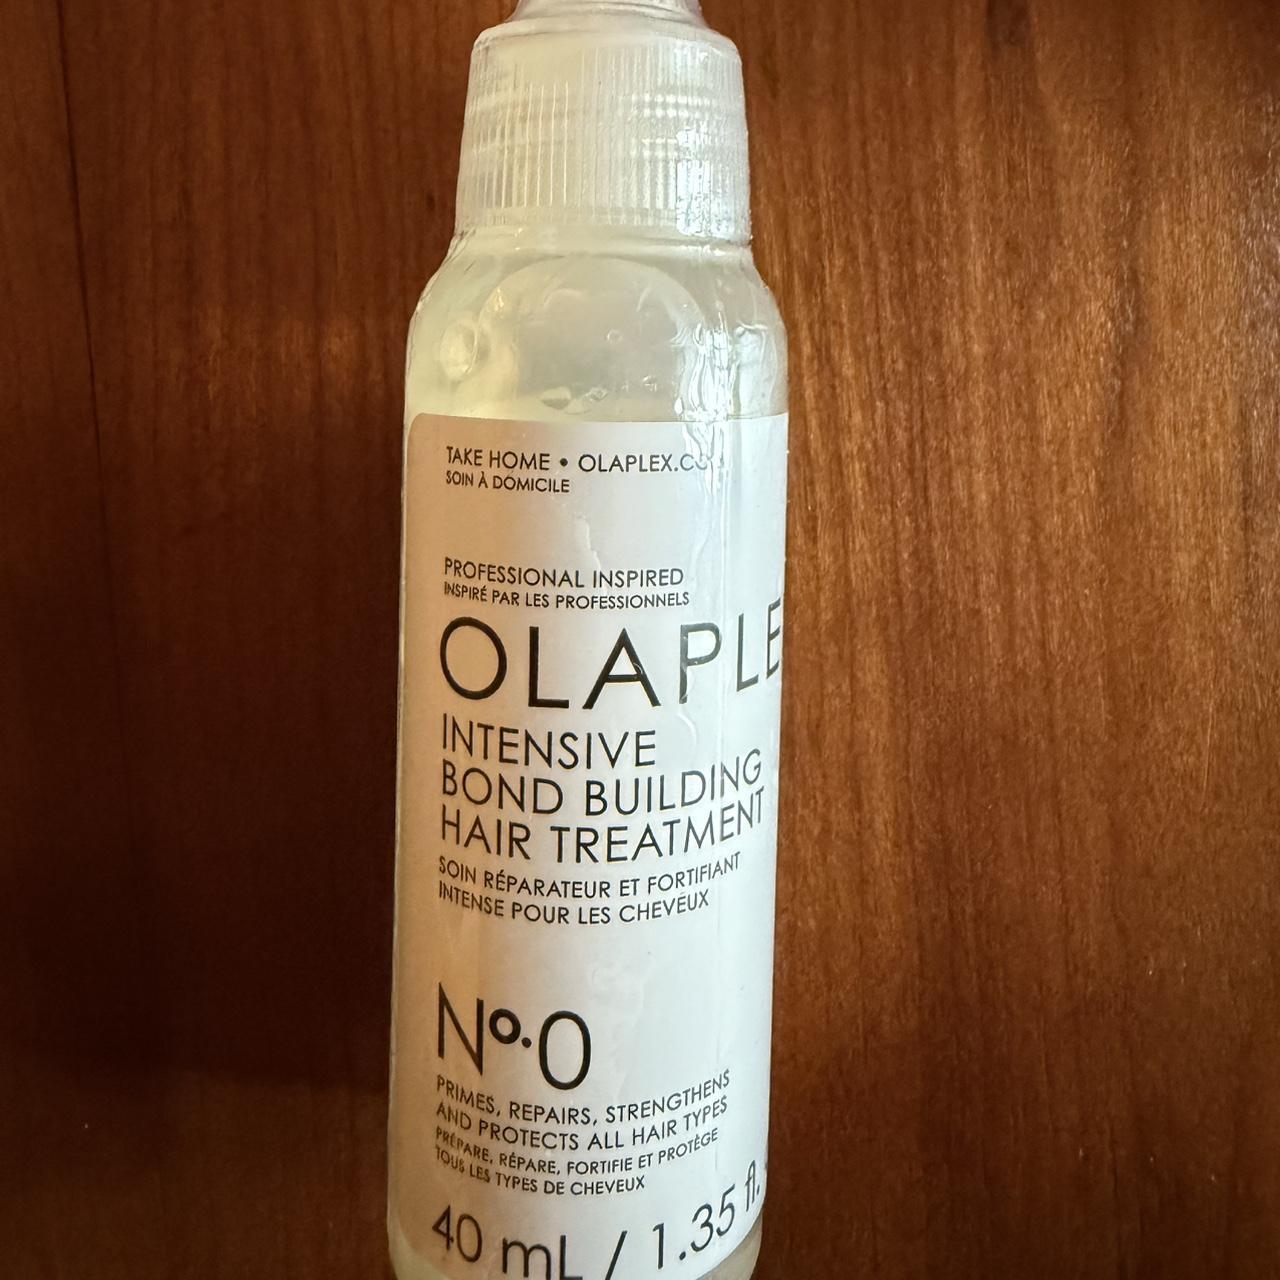 TAKE HOME • OLAPLEX.CO
SOIN À DOMICILE
PROFESSIONAL INSPIRED
INSPIRÉ PAR LES PROFESSIONNELS
OLAPLE
INTENSIVE
BOND BUILDING
HAIR TREATMENT
SOIN RÉPARATEUR ET FORTIFIANT
INTENSE POUR LES CHEVEUX
Nº.0
PRIMES, REPAIRS, STRENGTHENS
AND PROTECTS ALL HAIR TYPES
PRÉPARE, RÉPARE, FORTIFIE ET PROTÈGE
TOUS LES TYPES DE CHEVEUX
40 mL / 1.35 fl.